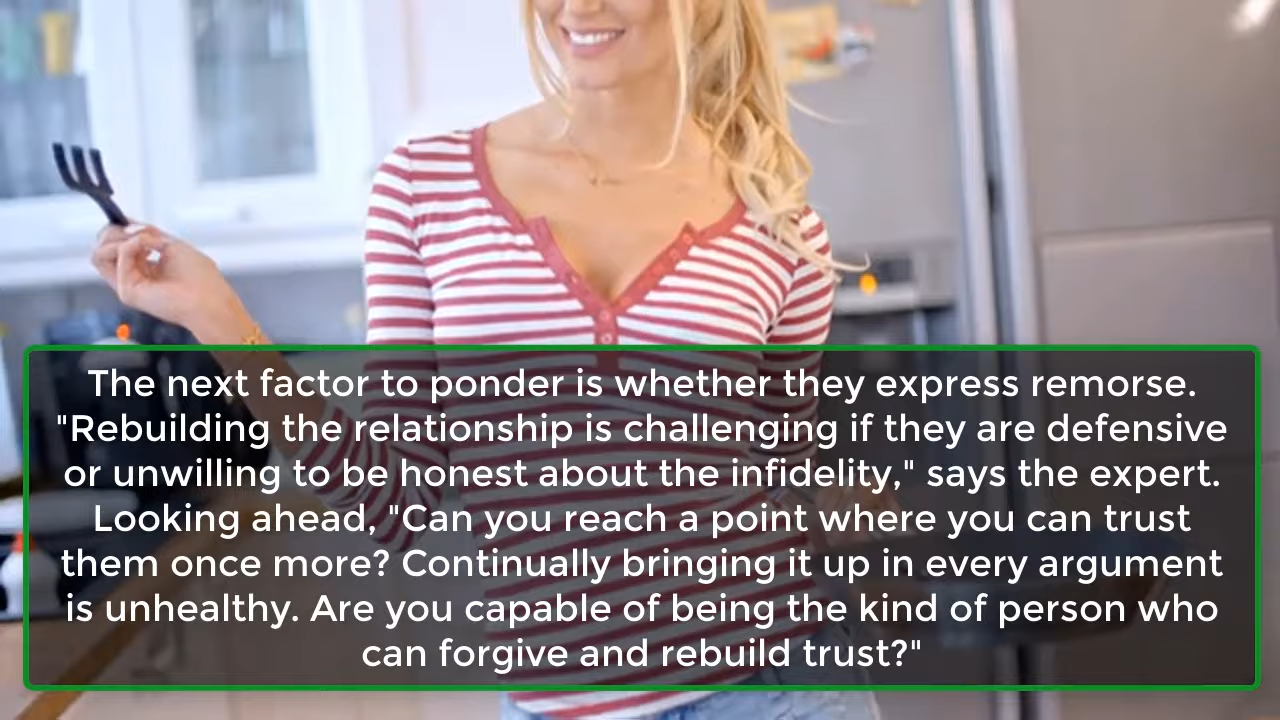 The next factor to ponder is whether they express remorse.
"Rebuilding the relationship is challenging if they are defensive
or unwilling to be honest about the infidelity," says the expert.
Looking ahead, "Can you reach a point where you can trust
them once more? Continually bringing it up in every argument
is unhealthy. Are you capable of being the kind of person who
can forgive and rebuild trust?"